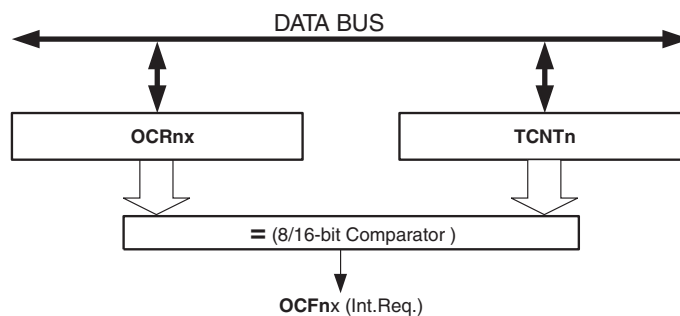 DATA BUS
OCRnx
TCNTn
= (8/16-bit Comparator )
OCFnx (Int.Req.)